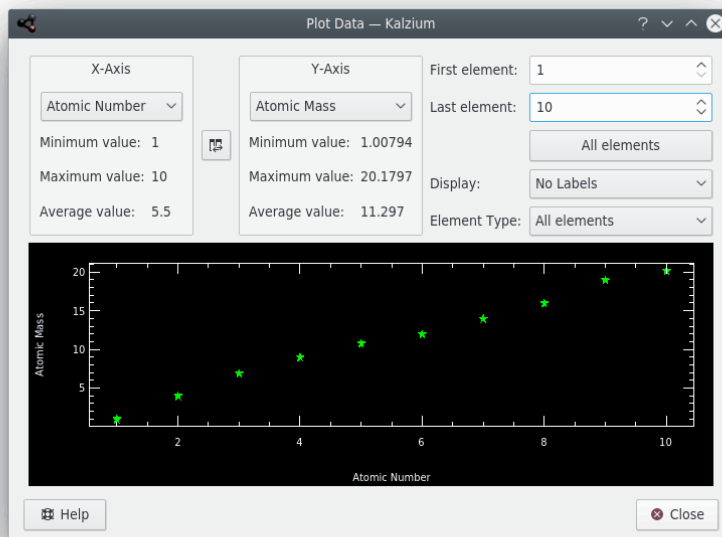 Plot Data — Kalzium
X-Axis
Atomic Number
Minimum value: 1
Maximum value: 10
Average value: 5.5
Y-Axis
Atomic Mass
Minimum value: 1.00794
Maximum value: 20.1797
Average value: 11.297
First element: 1
Last element: 10
All elements
Display: No Labels
Element Type: All elements
Atomic Mass
20
15
10
5
2 4 6 8 10
Atomic Number
Help
Close